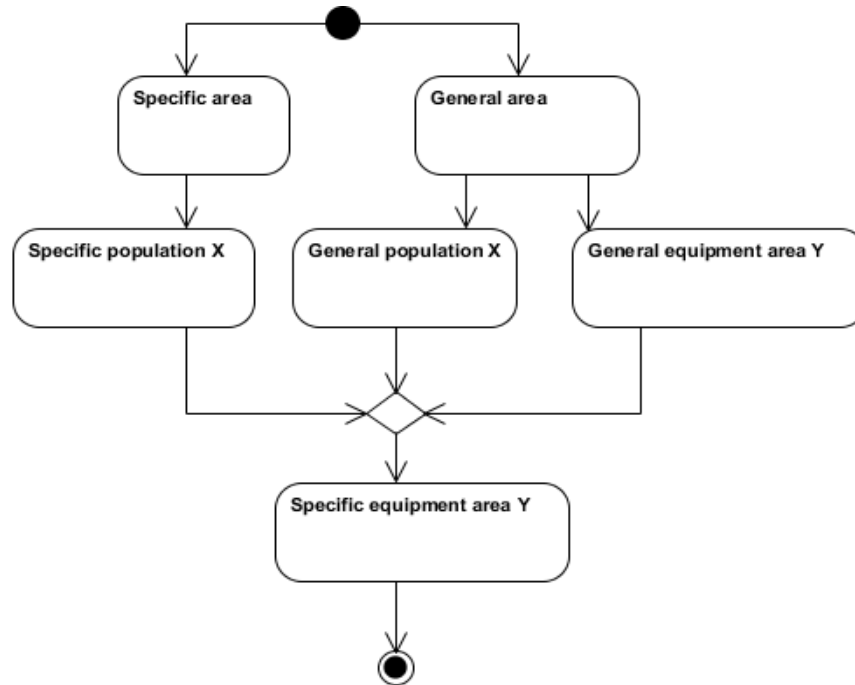 Specific area
General area
Specific population X
General population X
General equipment area Y
Specific equipment area Y